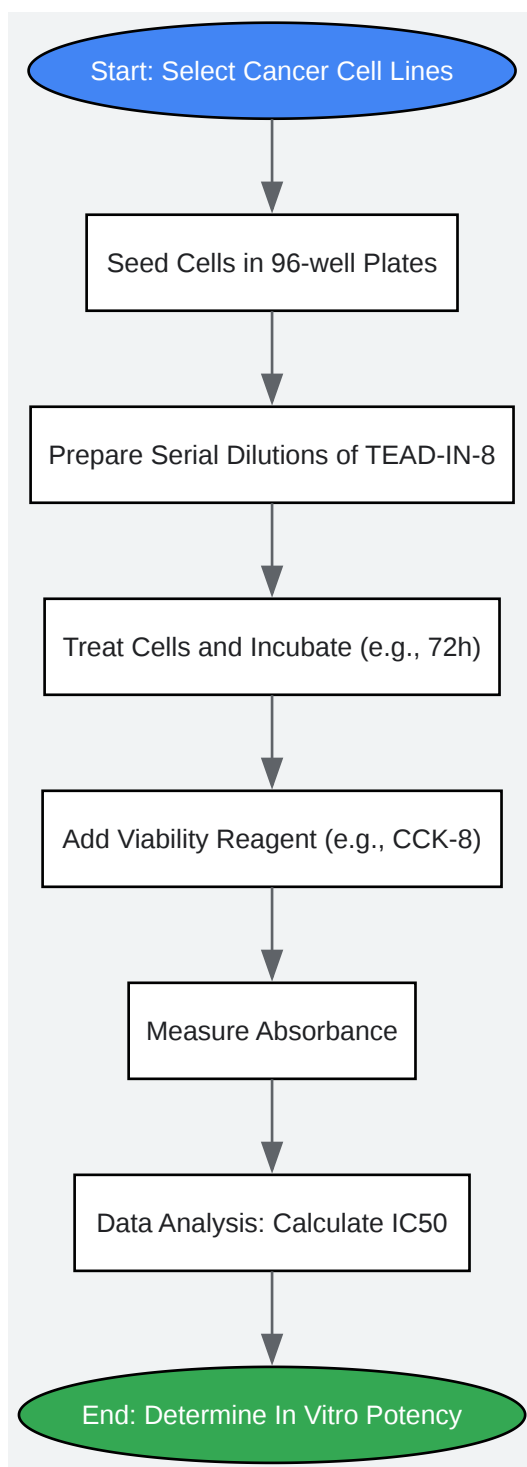 Start: Select Cancer Cell Lines
Seed Cells in 96-well Plates
Prepare Serial Dilutions of TEAD-IN-8
Treat Cells and Incubate (e.g., 72h)
Add Viability Reagent (e.g., CCK-8)
Measure Absorbance
Data Analysis: Calculate IC50
End: Determine In Vitro Potency